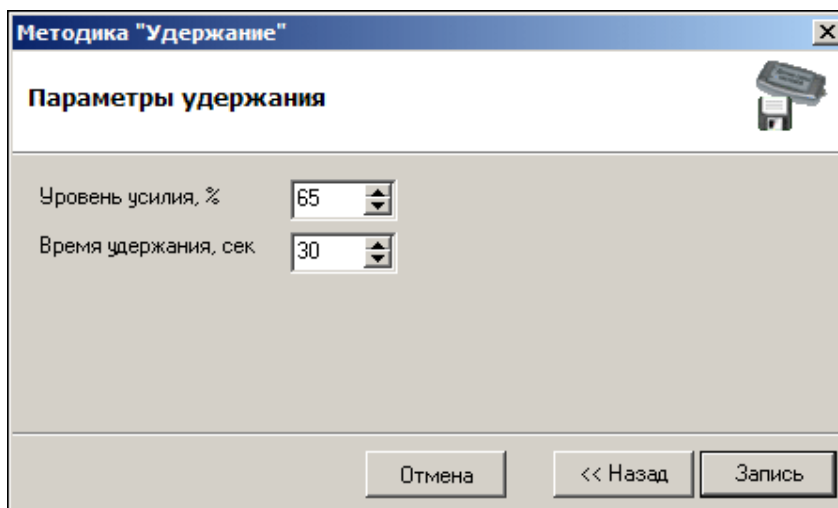 Методика "Удержание"
Параметры удержания
Уровень усилия, % 65
Время удержания, сек 30
Отмена << Назад Запись